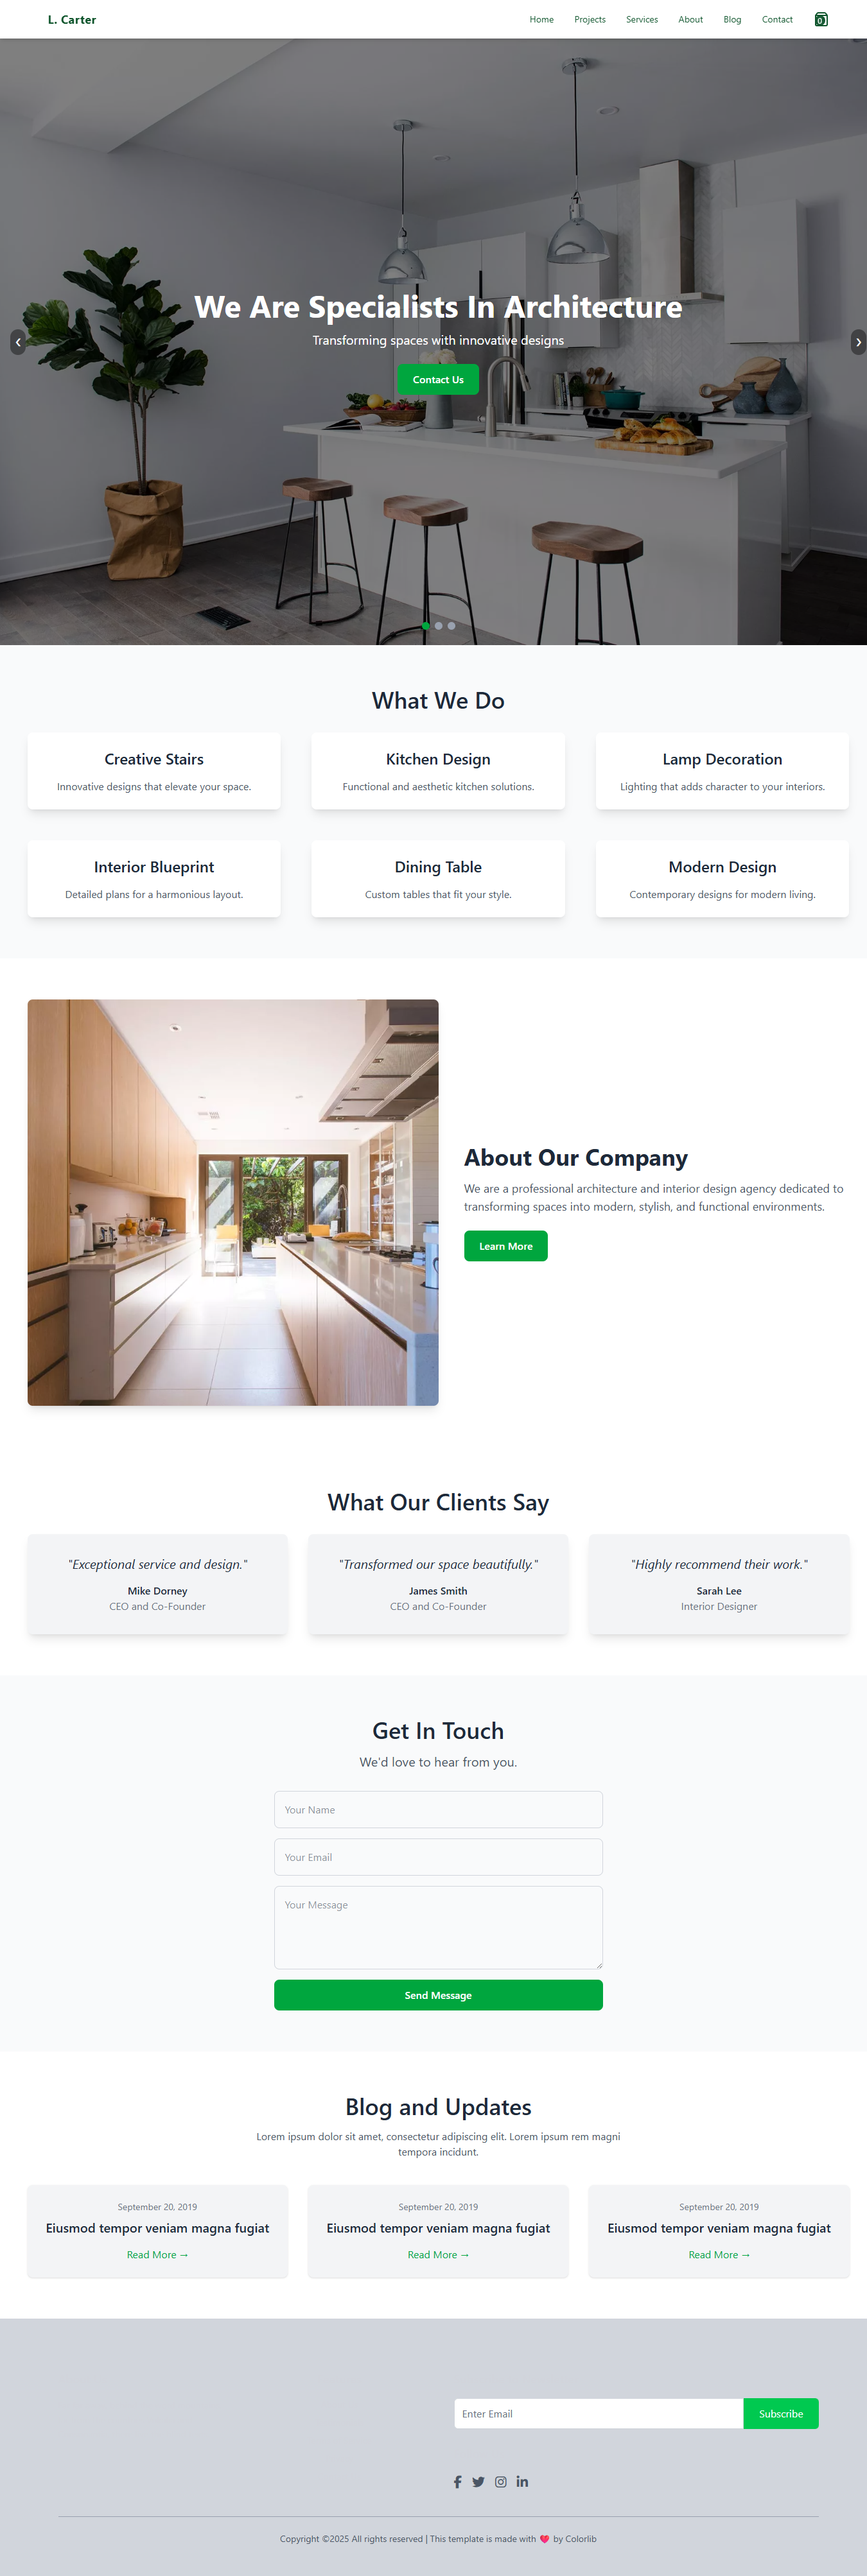 L. Carter
Home Projects Services About Blog Contact 0
We Are Specialists In Architecture
Transforming spaces with innovative designs
‹ ›
Contact Us
What We Do
Creative Stairs
Innovative designs that elevate your space.
Kitchen Design
Functional and aesthetic kitchen solutions.
Lamp Decoration
Lighting that adds character to your interiors.
Interior Blueprint
Detailed plans for a harmonious layout.
Dining Table
Custom tables that fit your style.
Modern Design
Contemporary designs for modern living.
About Our Company
We are a professional architecture and interior design agency dedicated to
transforming spaces into modern, stylish, and functional environments.
Learn More
What Our Clients Say
"Exceptional service and design."
Mike Dorney
CEO and Co-Founder
"Transformed our space beautifully."
James Smith
CEO and Co-Founder
"Highly recommend their work."
Sarah Lee
Interior Designer
Get In Touch
We'd love to hear from you.
Your Name
Your Email
Your Message
Send Message
Blog and Updates
Lorem ipsum dolor sit amet, consectetur adipiscing elit. Lorem ipsum rem magni
tempora incidunt.
September 20, 2019
Eiusmod tempor veniam magna fugiat
Read More →
September 20, 2019
Eiusmod tempor veniam magna fugiat
Read More →
September 20, 2019
Eiusmod tempor veniam magna fugiat
Read More →
Enter Email
Subscribe
Copyright ©2025 All rights reserved | This template is made with 💔 by Colorlib